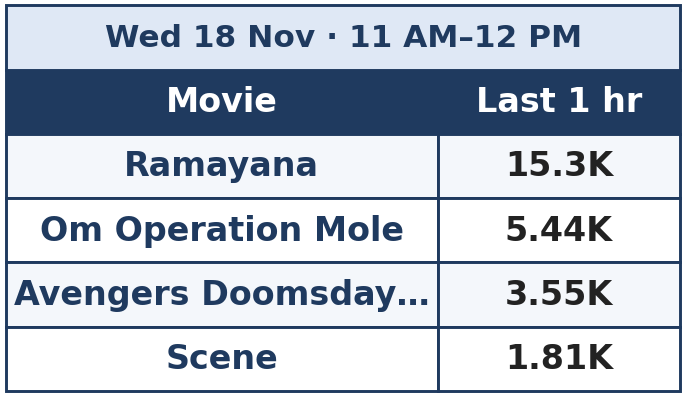 Wed 18 Nov · 11 AM–12 PM
Movie Last 1 hr
Ramayana 15.3K
Om Operation Mole 5.44K
Avengers Doomsday... 3.55K
Scene 1.81K